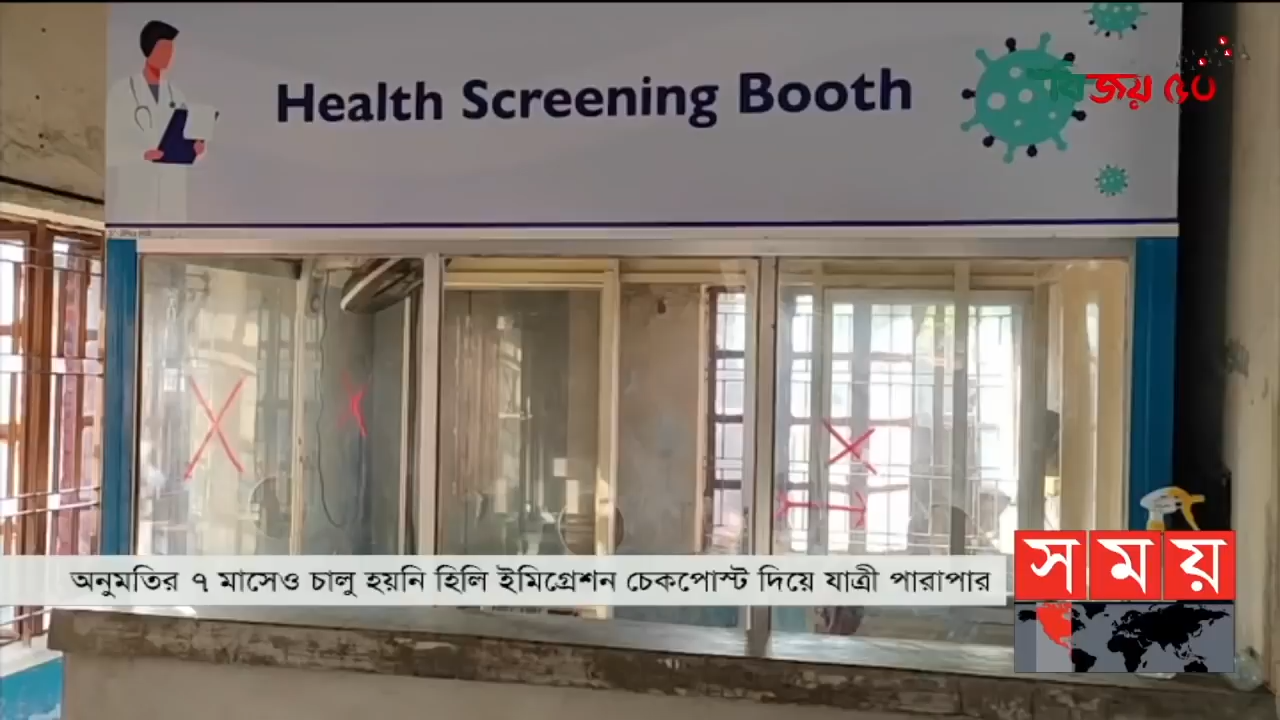 Health Screening Booth
বিজয় ৫০
অনুমতির ৭ মাসেও চালু হয়নি হিলি ইমিগ্রেশন চেকপোস্ট দিয়ে যাত্রী পারাপার
সময়